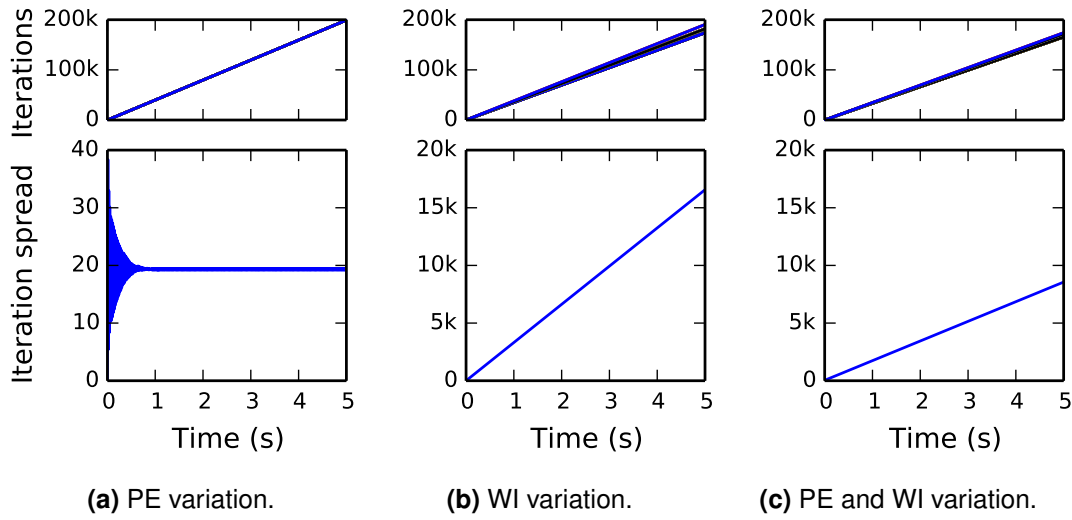 Iterations
200k
100k
0
200k
100k
0
200k
100k
0
Iteration spread
40
30
20
10
0
20k
15k
10k
5k
0
20k
15k
10k
5k
0
0 1 2 3 4 5
0 1 2 3 4 5
0 1 2 3 4 5
Time (s)
Time (s)
Time (s)
(a) PE variation.
(b) WI variation.
(c) PE and WI variation.